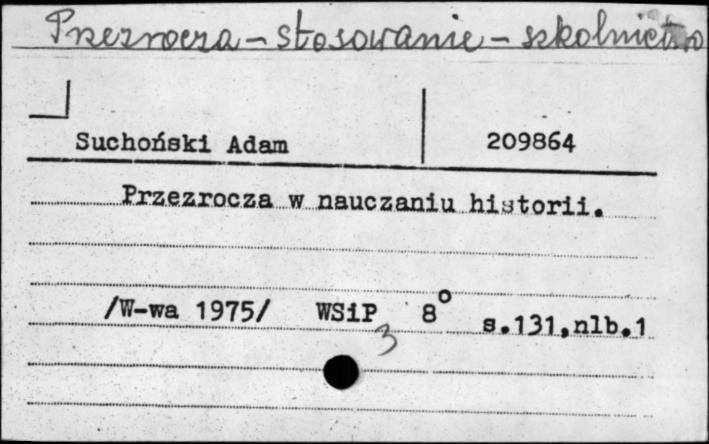 Przezrocza – stosowanie – szkolnictwo
Suchoński Adam 209864
Przezrocza w nauczaniu historii.
/W-wa 1975/ WSiP 8° s.131,nlb.1
3